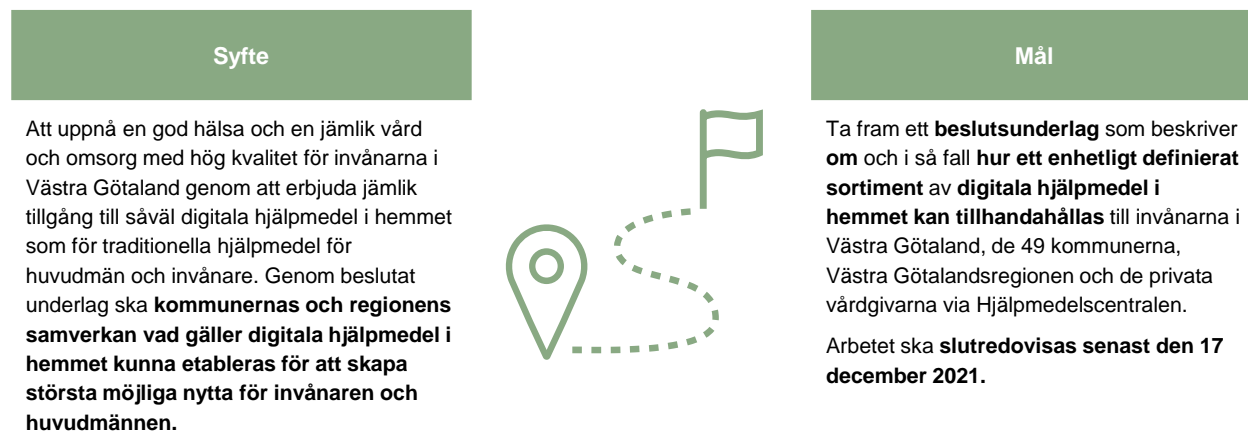 Syfte
Att uppnå en god hälsa och en jämlik vård
och omsorg med hög kvalitet för invånarna i
Västra Götaland genom att erbjuda jämlik
tillgång till såväl digitala hjälpmedel i hemmet
som för traditionella hjälpmedel för
huvudmän och invånare. Genom beslutat
underlag ska kommunernas och regionens
samverkan vad gäller digitala hjälpmedel i
hemmet kunna etableras för att skapa
största möjliga nytta för invånaren och
huvudmännen.
Mål
Ta fram ett beslutsunderlag som beskriver
om och i så fall hur ett enhetligt definierat
sortiment av digitala hjälpmedel i
hemmet kan tillhandahållas till invånarna i
Västra Götaland, de 49 kommunerna,
Västra Götalandsregionen och de privata
vårdgivarna via Hjälpmedelscentralen.
Arbetet ska slutredovisas senast den 17
december 2021.